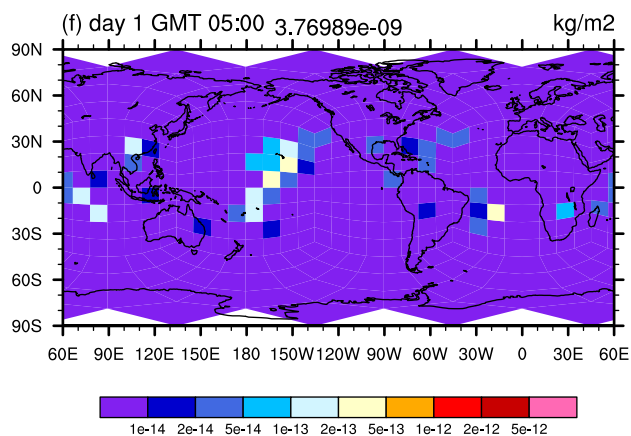 (f) day 1 GMT 05:00 3.76989e-09 kg/m2
90N
60N
30N
0
30S
60S
90S
60E 90E 120E 150E 180 150W 120W 90W 60W 30W 0 30E 60E
1e-14 2e-14 5e-14 1e-13 2e-13 5e-13 1e-12 2e-12 5e-12